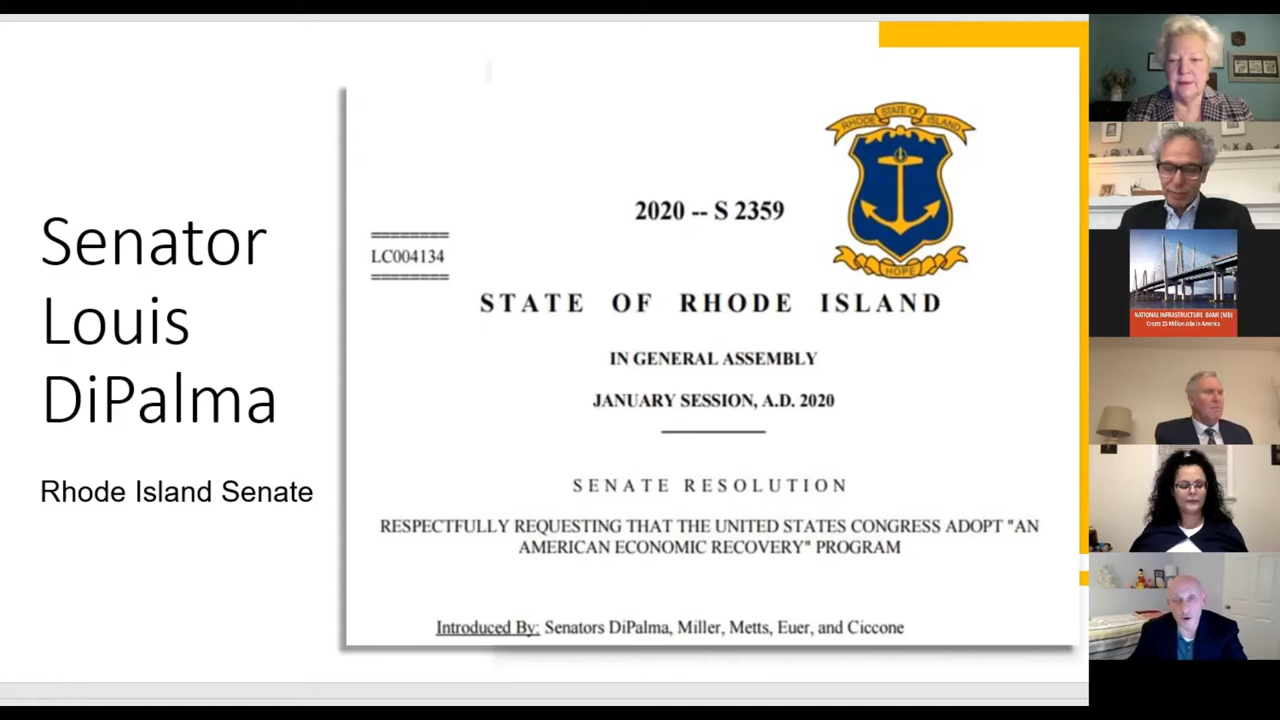 Senator
Louis
DiPalma
Rhode Island Senate
RHODE STATE OF ISLAND
HOPE
2020 -- S 2359
========
LC004134
========
STATE OF RHODE ISLAND
IN GENERAL ASSEMBLY
JANUARY SESSION, A.D. 2020
SENATE RESOLUTION
RESPECTFULLY REQUESTING THAT THE UNITED STATES CONGRESS ADOPT "AN
AMERICAN ECONOMIC RECOVERY" PROGRAM
Introduced By: Senators DiPalma, Miller, Metts, Euer, and Ciccone
NATIONAL INFRASTRUCTURE BANK (NIB)
Create 25 Million Jobs in America